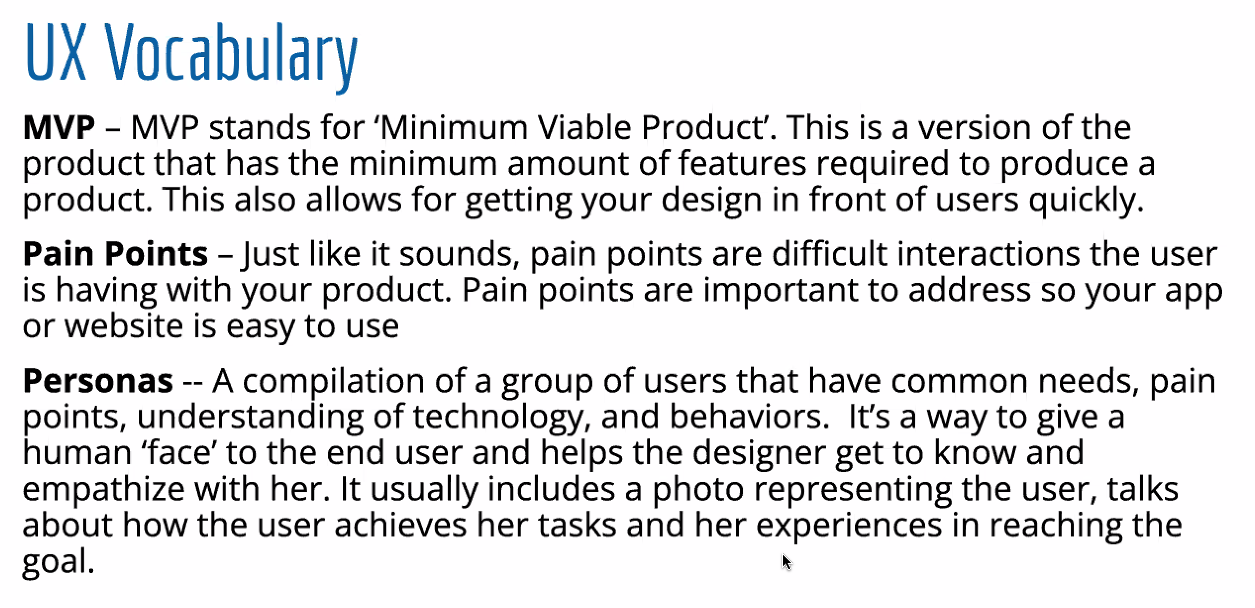 UX Vocabulary
MVP – MVP stands for ‘Minimum Viable Product’. This is a version of the
product that has the minimum amount of features required to produce a
product. This also allows for getting your design in front of users quickly.
Pain Points – Just like it sounds, pain points are difficult interactions the user
is having with your product. Pain points are important to address so your app
or website is easy to use
Personas -- A compilation of a group of users that have common needs, pain
points, understanding of technology, and behaviors.  It’s a way to give a
human ‘face’ to the end user and helps the designer get to know and
empathize with her. It usually includes a photo representing the user, talks
about how the user achieves her tasks and her experiences in reaching the
goal.